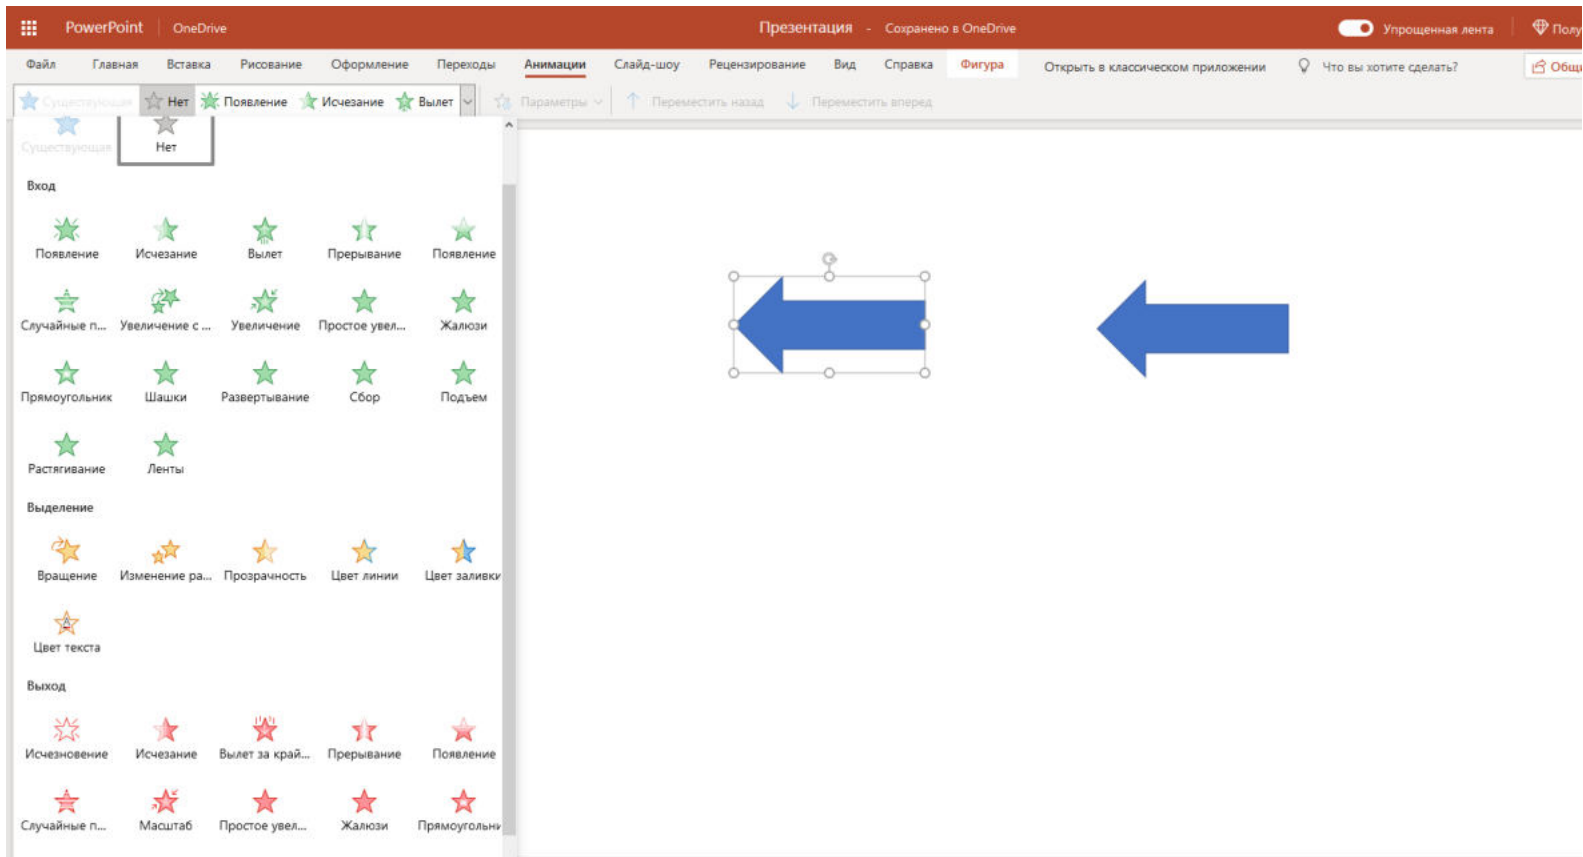 PowerPoint OneDrive Презентация - Сохранено в OneDrive Упрощенная лента Полу
Файл Главная Вставка Рисование Оформление Переходы Анимации Слайд-шоу Рецензирование Вид Справка Фигура Открыть в классическом приложении Что вы хотите сделать? Общи
Существующая Нет Появление Исчезание Вылет Параметры Переместить назад Переместить вперед
Существующая Нет
Вход
Появление Исчезание Вылет Прерывание Появление
Случайные п... Увеличение с ... Увеличение Простое увел... Жалюзи
Прямоугольник Шашки Развертывание Сбор Подъем
Растягивание Ленты
Выделение
Вращение Изменение ра... Прозрачность Цвет линии Цвет заливки
Цвет текста
Выход
Исчезновение Исчезание Вылет за край... Прерывание Появление
Случайные п... Масштаб Простое увел... Жалюзи Прямоугольни